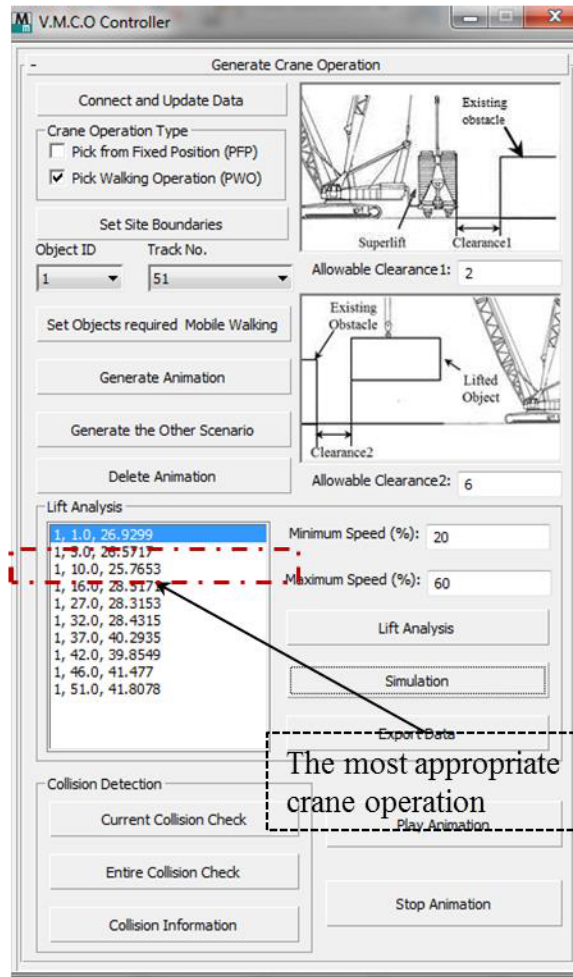 V.M.C.O Controller
- Generate Crane Operation
Connect and Update Data
Crane Operation Type
Pick from Fixed Position (PFP)
Pick Walking Operation (PWO)
Set Site Boundaries
Object ID Track No.
1 51
Set Objects required Mobile Walking
Generate Animation
Generate the Other Scenario
Delete Animation
Existing
obstacle
Superlift
Clearance1
Allowable Clearance1: 2
Existing
Obstacle
Lifted
Object
Clearance2
Allowable Clearance2: 6
Lift Analysis
1, 1.0, 26.9299
1, 5.0, 26.5717
1, 10.0, 25.7653
1, 16.0, 28.5171
1, 27.0, 28.3153
1, 32.0, 28.4315
1, 37.0, 40.2935
1, 42.0, 39.8549
1, 46.0, 41.477
1, 51.0, 41.8078
Minimum Speed (%): 20
Maximum Speed (%): 60
Lift Analysis
Simulation
Export Data
The most appropriate
crane operation
Collision Detection
Current Collision Check
Entire Collision Check
Collision Information
Play Animation
Stop Animation